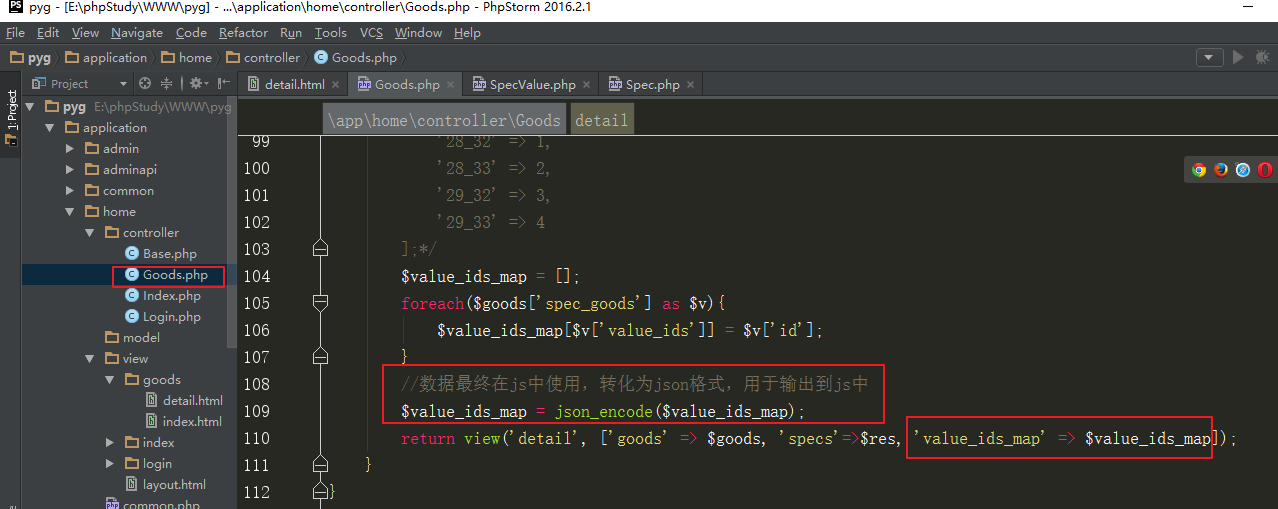 pyg - [E:\phpStudy\WWW\pyg] - ...\application\home\controller\Goods.php - PhpStorm 2016.2.1
File Edit View Navigate Code Refactor Run Tools VCS Window Help
pyg application home controller Goods.php
Project
detail.html Goods.php SpecValue.php Spec.php
1: Project
pyg E:\phpStudy\WWW\pyg
application
admin
adminapi
common
home
controller
Base.php
Goods.php
Index.php
Login.php
model
view
goods
detail.html
index.html
index
login
layout.html
common.php
\app\home\controller\Goods detail
99 '28_32' => 1,
100 '28_33' => 2,
101 '29_32' => 3,
102 '29_33' => 4
103 ];*/
104 $value_ids_map = [];
105 foreach($goods['spec_goods'] as $v){
106 $value_ids_map[$v['value_ids']] = $v['id'];
107 }
108 //数据最终在js中使用，转化为json格式，用于输出到js中
109 $value_ids_map = json_encode($value_ids_map);
110 return view('detail', ['goods' => $goods, 'specs'=>$res, 'value_ids_map' => $value_ids_map]);
111 }
112 }